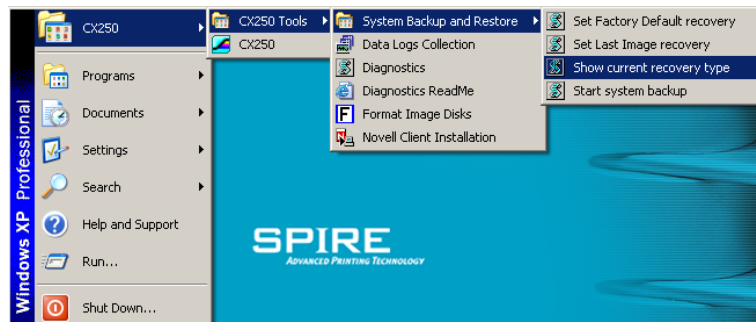 Windows XP Professional
CX250
Programs
Documents
Settings
Search
Help and Support
Run...
Shut Down...
CX250 Tools
CX250
System Backup and Restore
Data Logs Collection
Diagnostics
Diagnostics ReadMe
Format Image Disks
Novell Client Installation
Set Factory Default recovery
Set Last Image recovery
Show current recovery type
Start system backup
SPIRE
ADVANCED PRINTING TECHNOLOGY